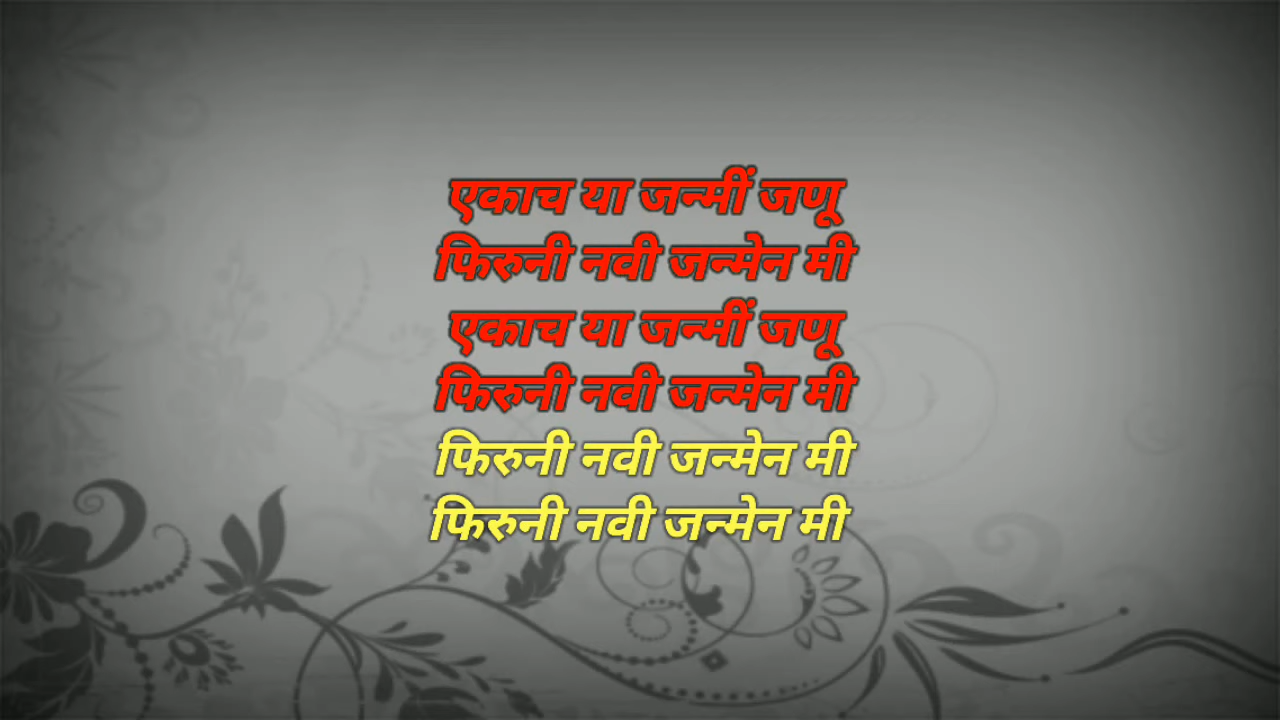 एकाच या जन्मीं जणू
फिरुनी नवी जन्मेन मी
एकाच या जन्मीं जणू
फिरुनी नवी जन्मेन मी
फिरुनी नवी जन्मेन मी
फिरुनी नवी जन्मेन मी